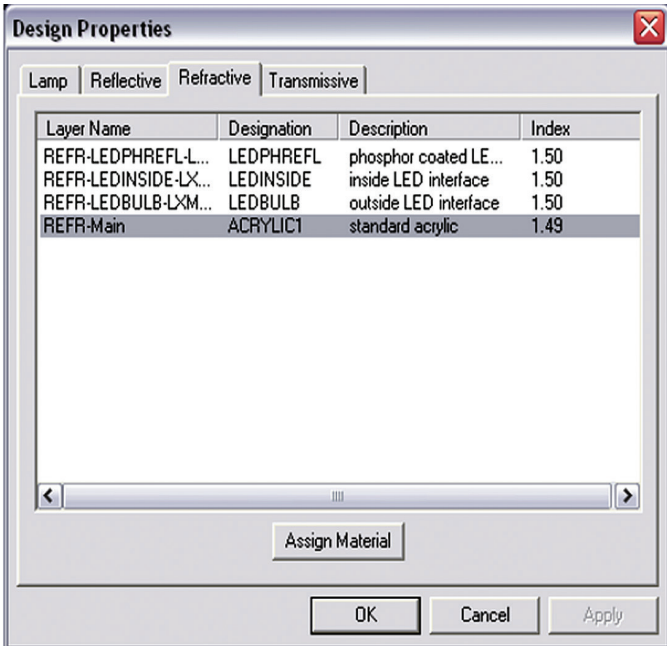 Design Properties
Lamp Reflective Refractive Transmissive
Layer Name Designation Description Index
REFR-LEDPHREFL-L... LEDPHREFL phosphor coated LE... 1.50
REFR-LEDINSIDE-LX... LEDINSIDE inside LED interface 1.50
REFR-LEDBULB-LXM... LEDBULB outside LED interface 1.50
REFR-Main ACRYLIC1 standard acrylic 1.49
Assign Material
OK Cancel Apply